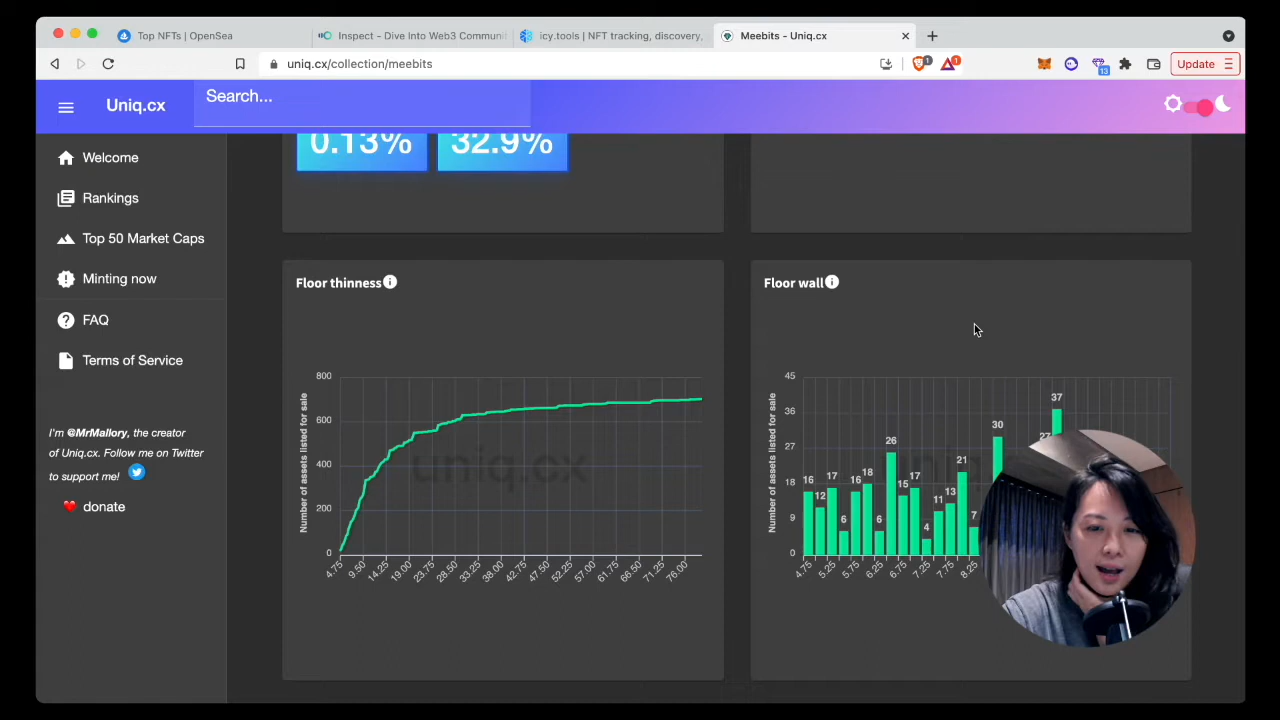 Top NFTs | OpenSea
Inspect - Dive Into Web3 Communi
icy.tools | NFT tracking, discovery,
Meebits - Uniq.cx
uniq.cx/collection/meebits
1
1
13
Update
Uniq.cx
Search...
Welcome
Rankings
Top 50 Market Caps
Minting now
FAQ
Terms of Service
I'm @MrMallory, the creator
of Uniq.cx. Follow me on Twitter
to support me!
donate
0.13%
32.9%
Floor thinness
Number of assets listed for sale
800
600
400
200
0
uniq.cx
4.75
9.50
14.25
19.00
23.75
28.50
33.25
38.00
42.75
47.50
52.25
57.00
61.75
66.50
71.25
76.00
Floor wall
Number of assets listed for sale
45
36
27
18
9
0
16
12
17
6
16
18
6
26
15
17
4
11
13
21
7
30
27
37
4.75
5.25
5.75
6.25
6.75
7.25
7.75
8.25